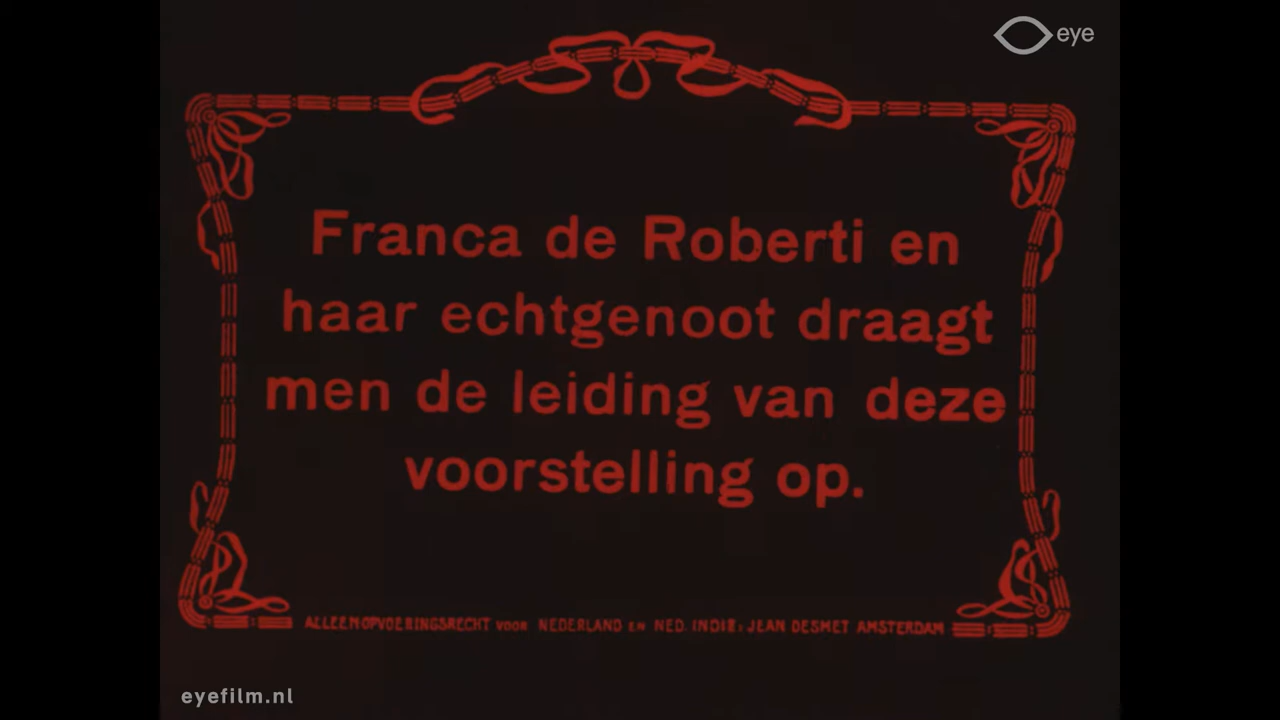 eye
Franca de Roberti en
haar echtgenoot draagt
men de leiding van deze
voorstelling op.
ALLEENOPVOERINGSRECHT VOOR NEDERLAND EN NED. INDIE: JEAN DESMET AMSTERDAM
eyefilm.nl